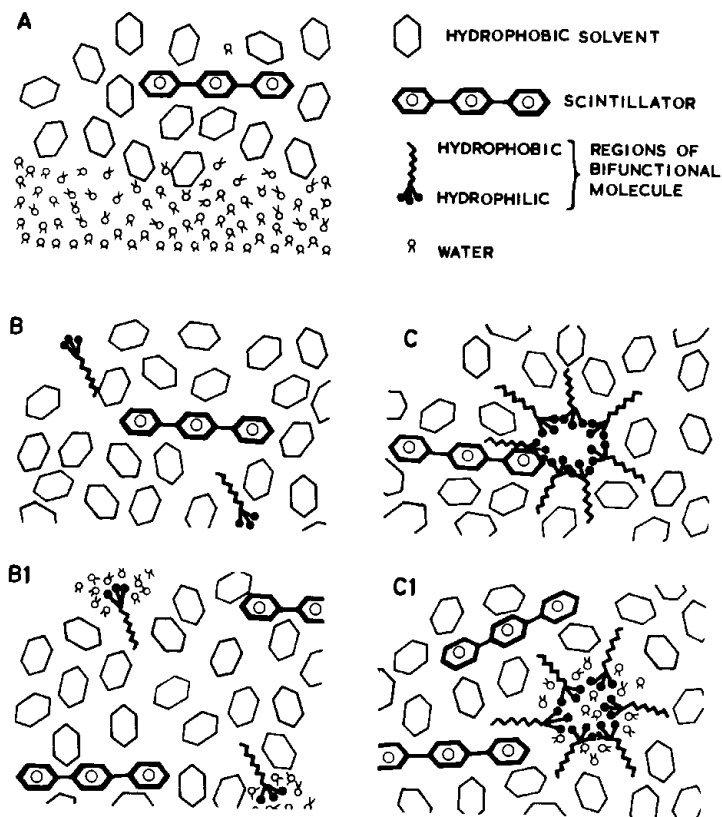 A
HYDROPHOBIC SOLVENT
SCINTILLATOR
HYDROPHOBIC
HYDROPHILIC
REGIONS OF
BIFUNCTIONAL
MOLECULE
WATER
B
C
B1
C1